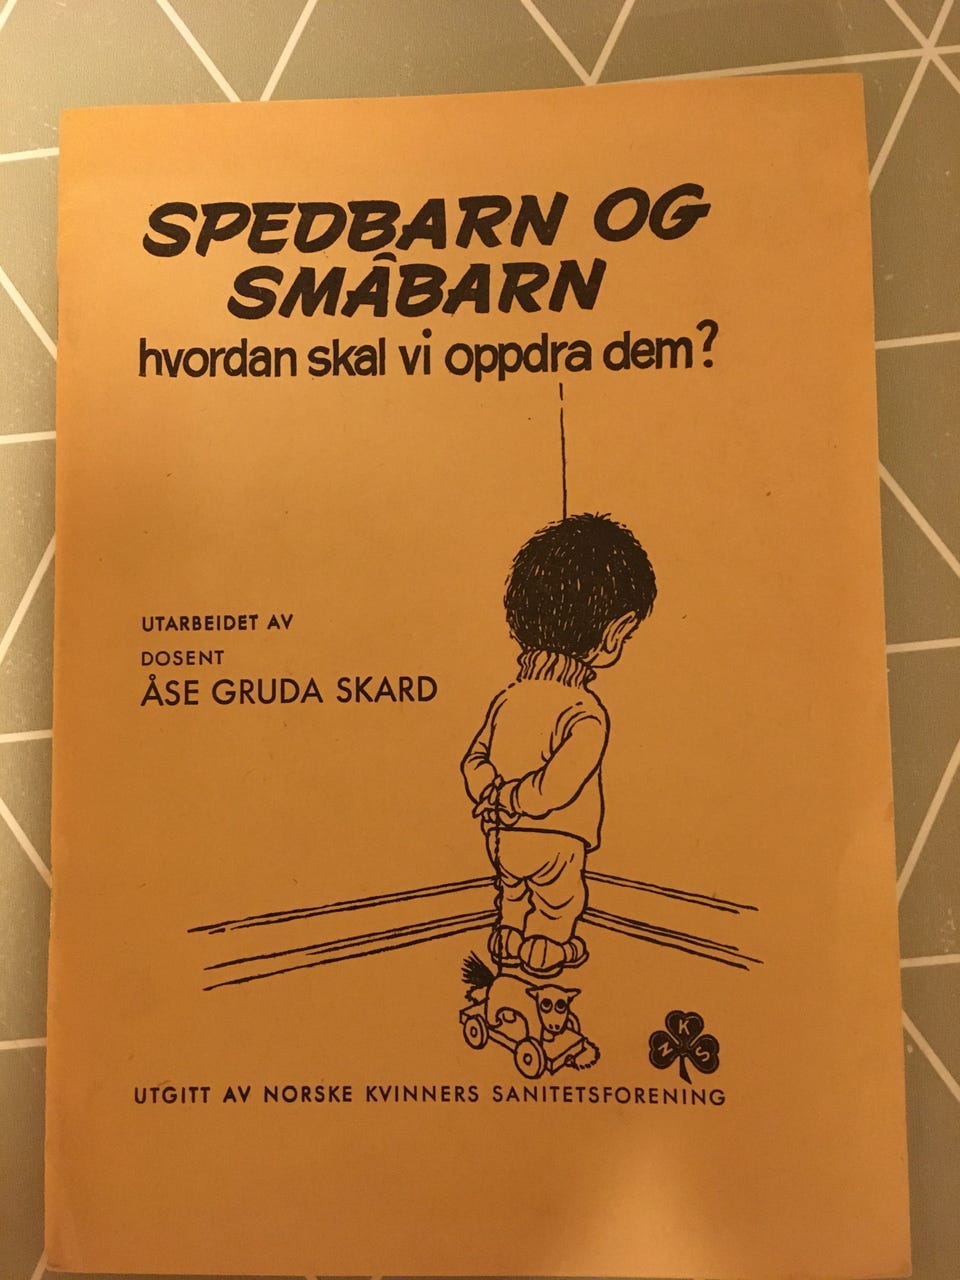 SPEDBARN OG
SMÅBARN
hvordan skal vi oppdra dem?
UTARBEIDET AV
DOSENT
ÅSE GRUDA SKARD
N K S
UTGITT AV NORSKE KVINNERS SANITETSFORENING